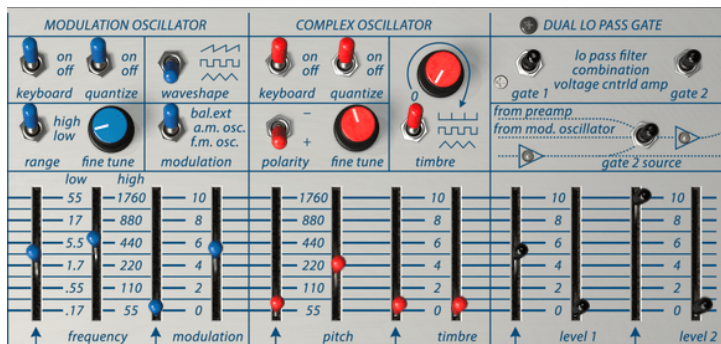 MODULATION OSCILLATOR
on
off
on
off
keyboard
quantize
waveshape
high
low
bal.ext
a.m. osc.
f.m. osc.
range
fine tune
modulation
low
high
55
1760
10
17
880
8
5.5
440
6
1.7
220
4
.55
110
2
.17
55
0
frequency
modulation
COMPLEX OSCILLATOR
on
off
on
off
keyboard
quantize
0
−
+
polarity
fine tune
timbre
1760
10
880
8
440
6
220
4
110
2
55
0
pitch
timbre
DUAL LO PASS GATE
lo pass filter
combination
voltage cntrld amp
gate 1
gate 2
from preamp
from mod. oscillator
gate 2 source
10
10
8
8
6
6
4
4
2
2
0
0
level 1
level 2